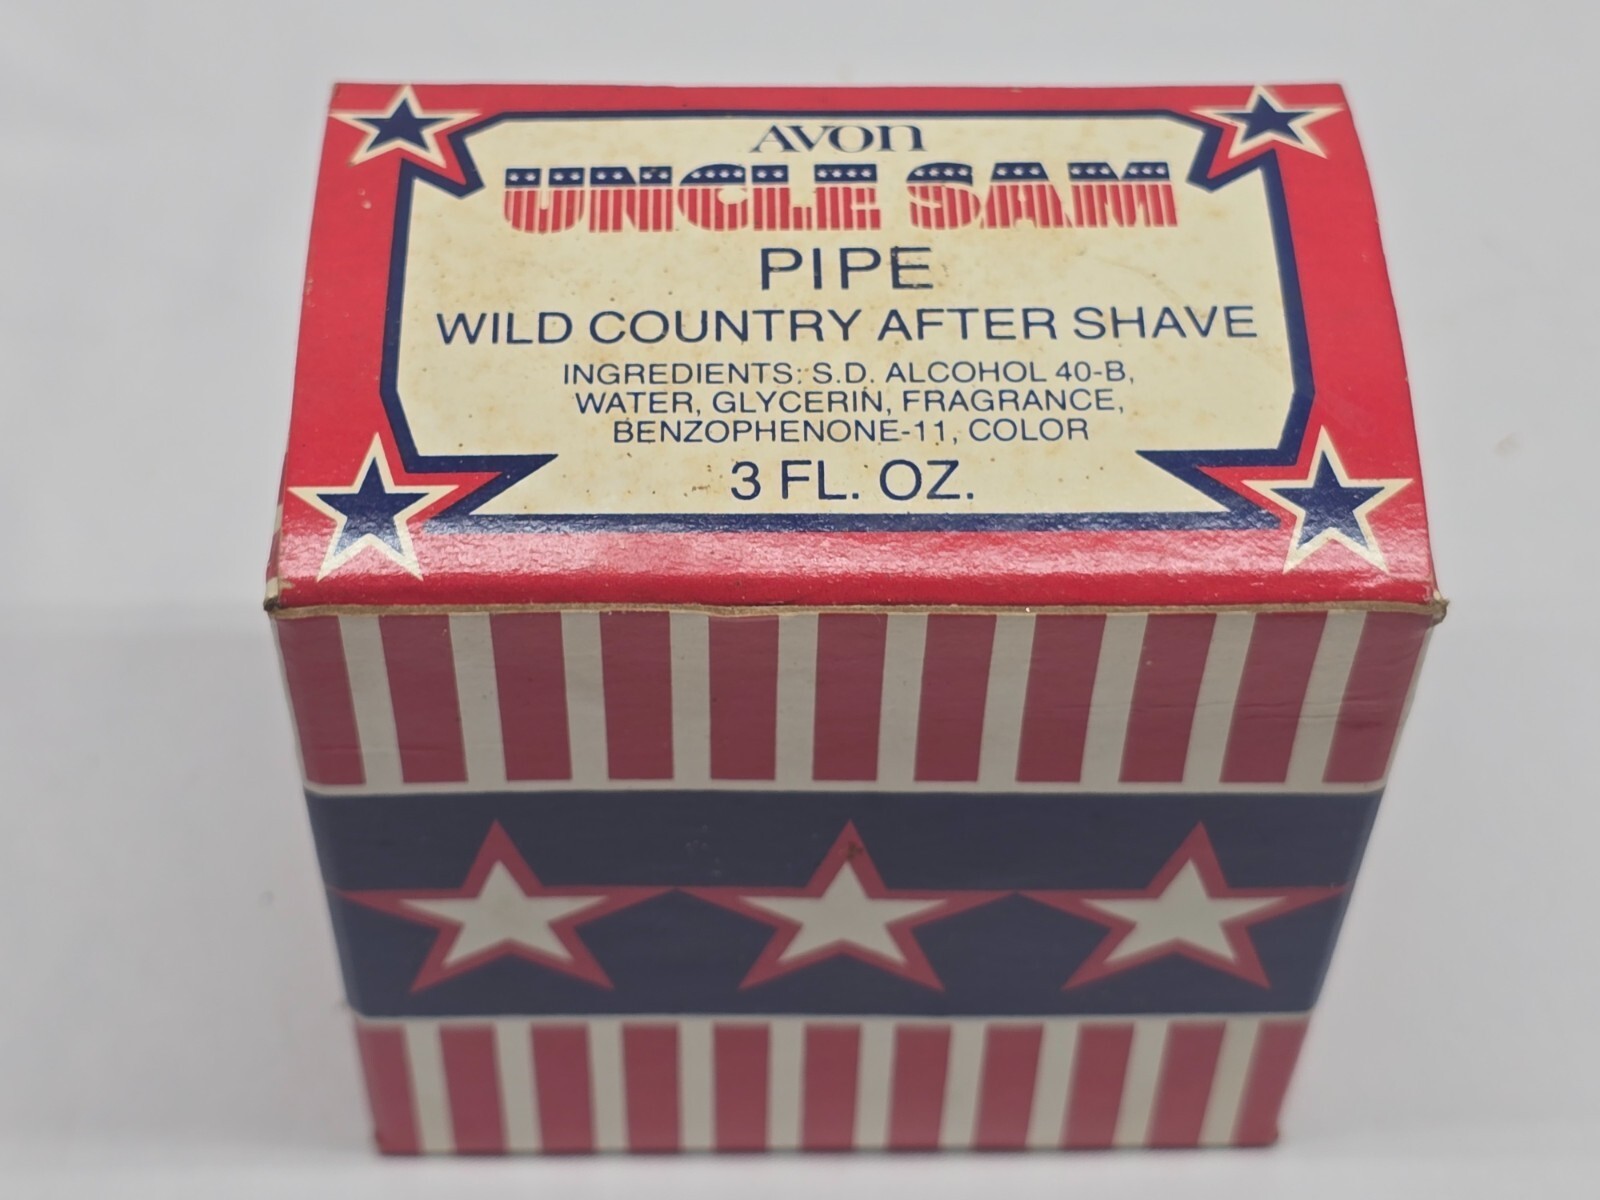 AVON
UNCLE SAM
PIPE
WILD COUNTRY AFTER SHAVE
INGREDIENTS: S.D. ALCOHOL 40-B,
WATER, GLYCERIN, FRAGRANCE,
BENZOPHENONE-11, COLOR
3 FL. OZ.